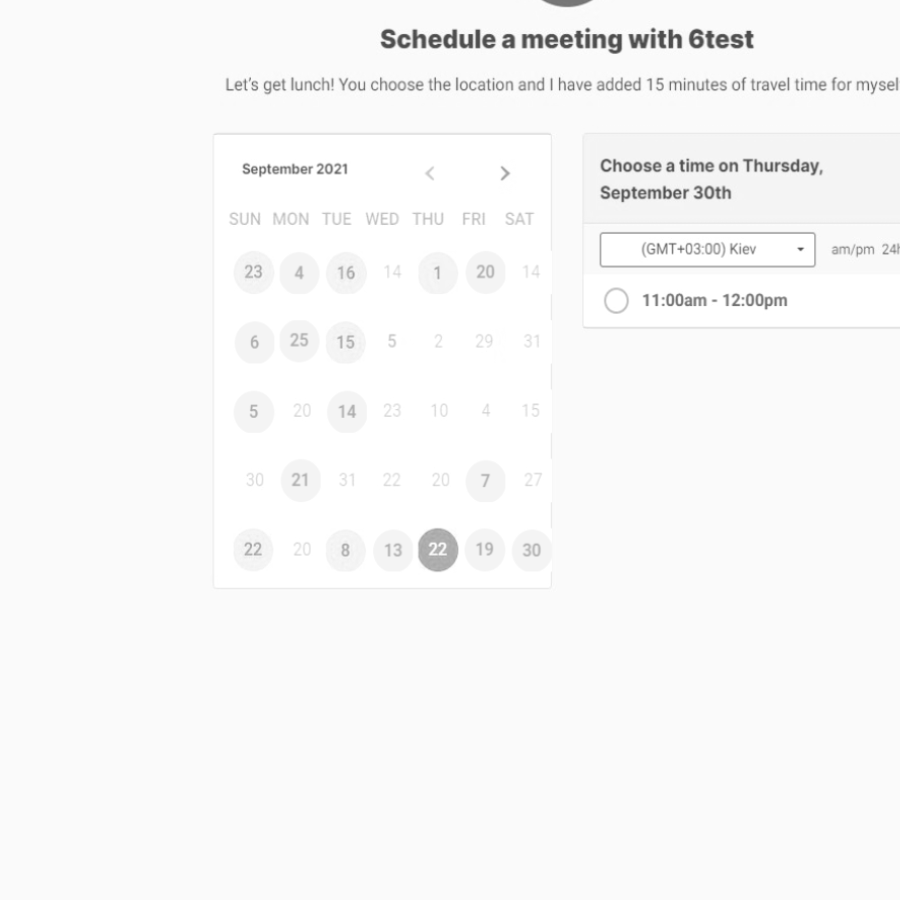 Schedule a meeting with 6test
Let's get lunch! You choose the location and I have added 15 minutes of travel time for mysel
September 2021
SUN MON TUE WED THU FRI SAT
23 4 16 14 1 20 14
6 25 15 5 2 29 31
5 20 14 23 10 4 15
30 21 31 22 20 7 27
22 20 8 13 22 19 30
Choose a time on Thursday,
September 30th
(GMT+03:00) Kiev am/pm 24h
11:00am - 12:00pm